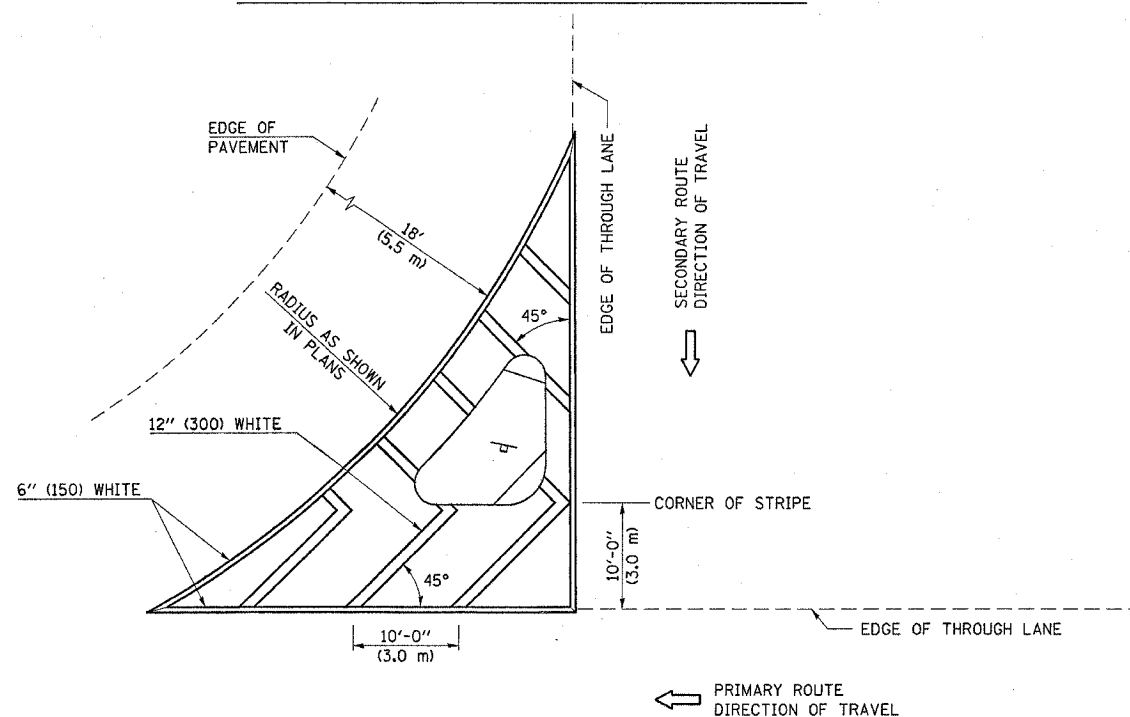 EDGE OF
PAVEMENT
18'
(5.5 m)
RADIUS AS SHOWN
IN PLANS
EDGE OF THROUGH LANE
SECONDARY ROUTE
DIRECTION OF TRAVEL
45°
12" (300) WHITE
6" (150) WHITE
CORNER OF STRIPE
10'-0"
(3.0 m)
45°
EDGE OF THROUGH LANE
10'-0"
(3.0 m)
PRIMARY ROUTE
DIRECTION OF TRAVEL